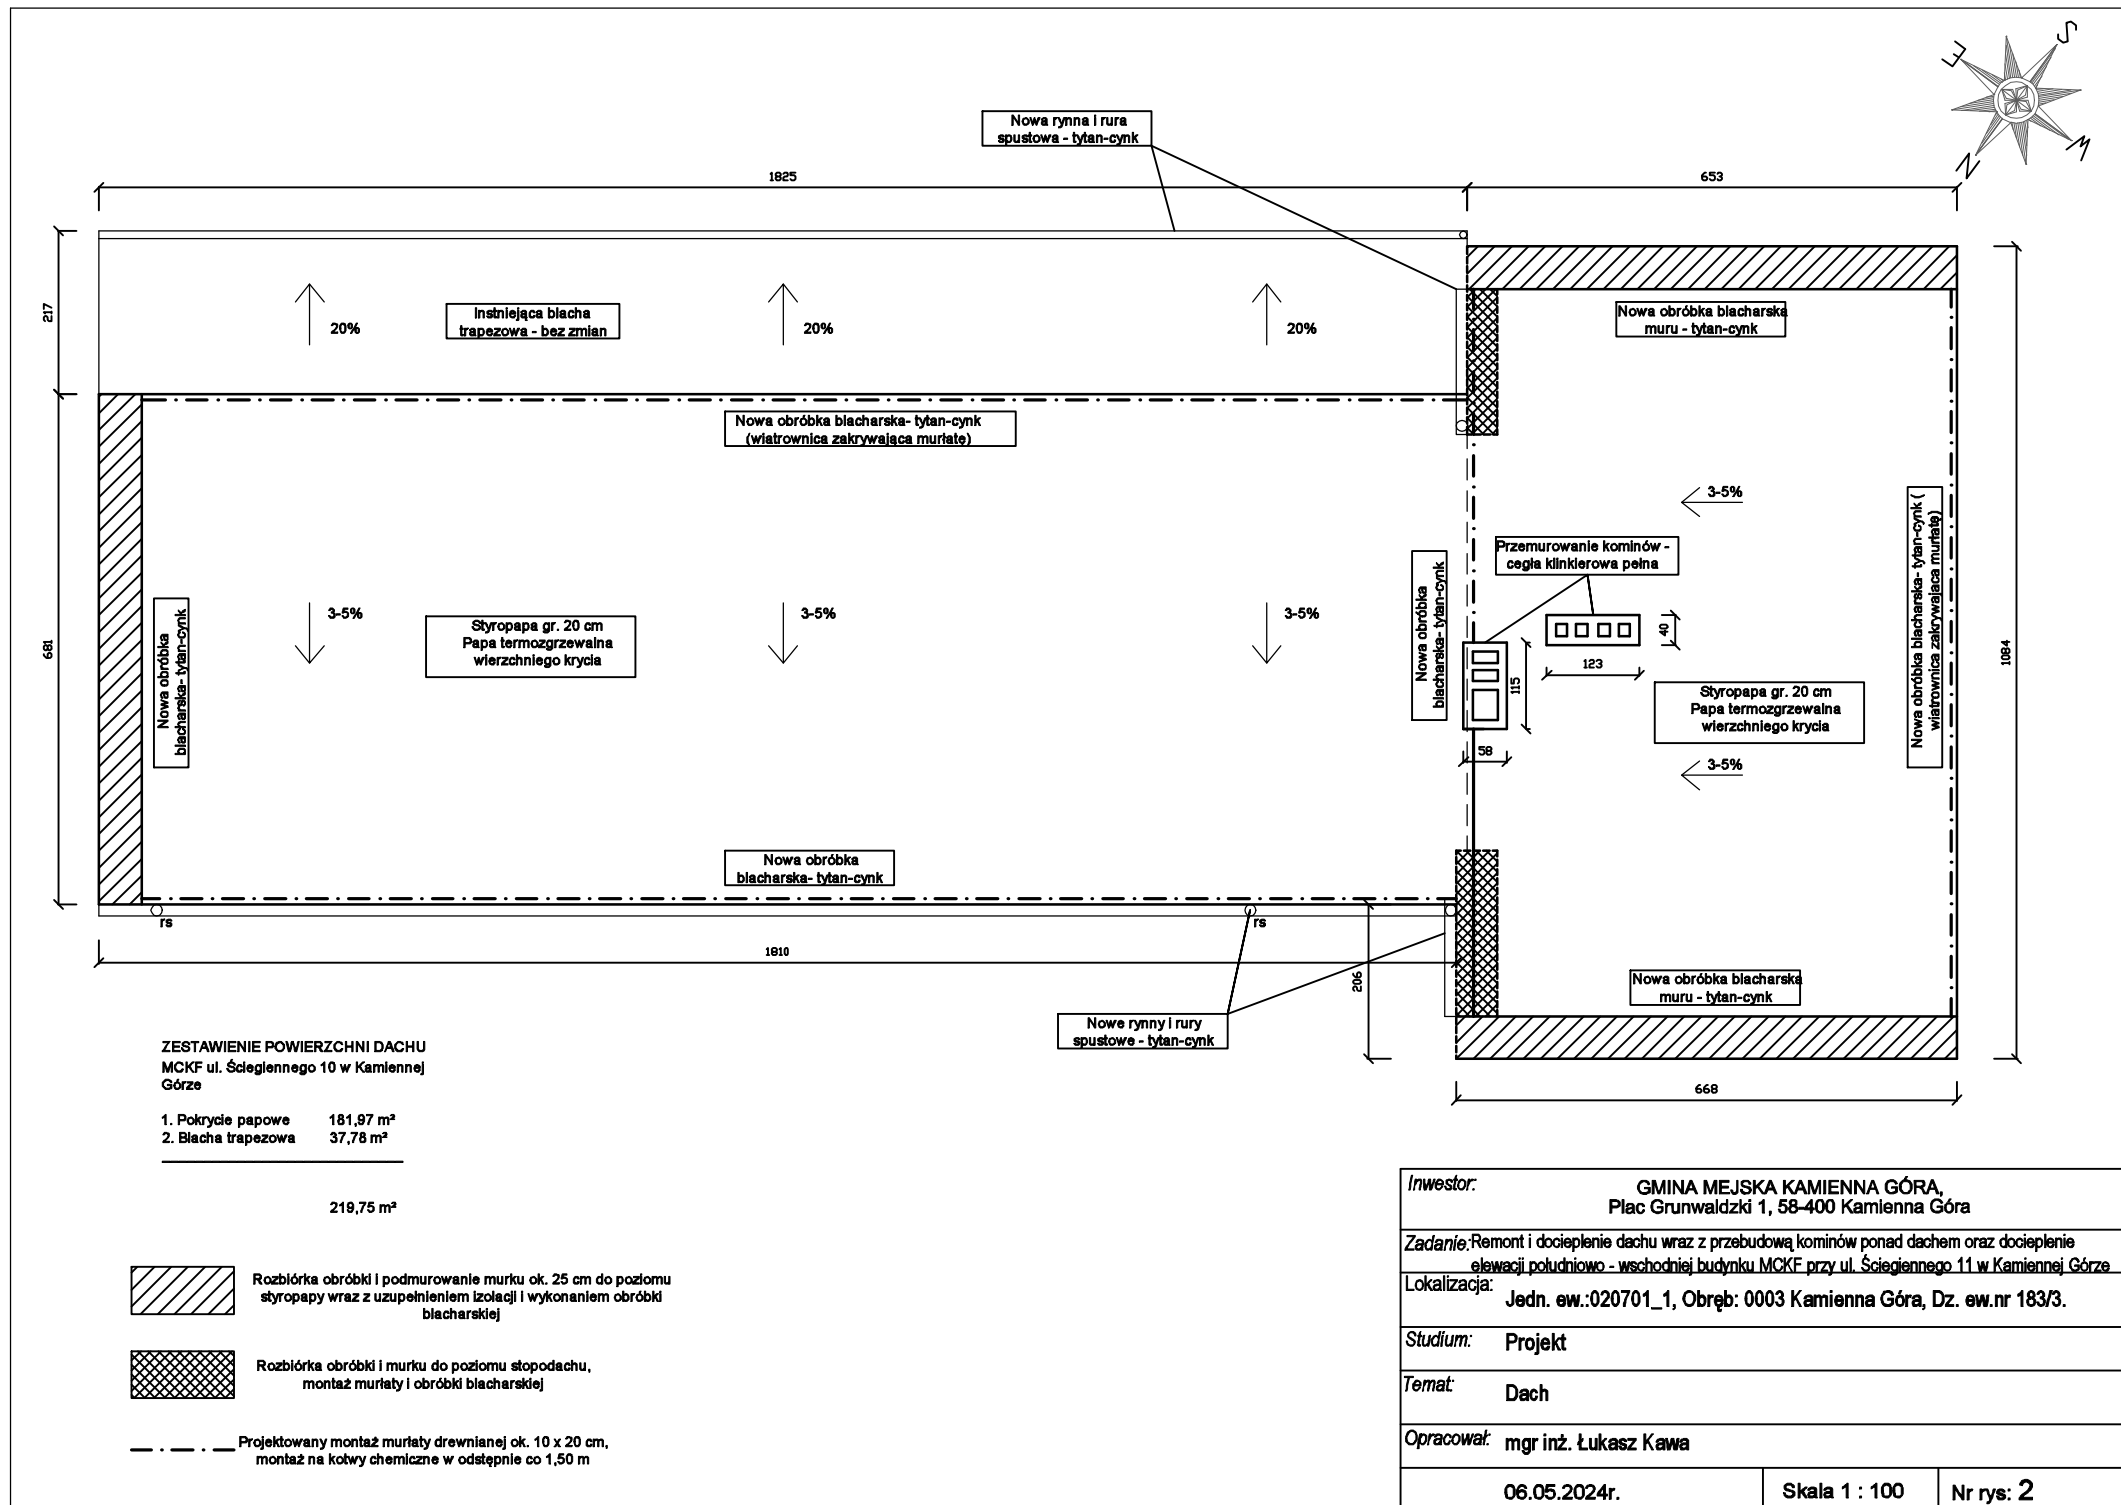 E
S
N
W
Nowa rynna i rura
spustowa - tytan-cynk
1825
653
217
20%
Instniejąca blacha
trapezowa - bez zmian
20%
20%
Nowa obróbka blacharska
muru - tytan-cynk
Nowa obróbka blacharska- tytan-cynk
(wiatrownica zakrywająca murłatę)
3-5%
Nowa obróbka blacharska- tytan-cynk (
wiatrownica zakrywająca murłatę)
Przemurowanie kominów -
cegła klinkierowa pełna
Nowa obróbka
blacharska- tytan-cynk
681
Nowa obróbka
blacharska- tytan-cynk
3-5%
Styropapa gr. 20 cm
Papa termozgrzewalna
wierzchniego krycia
3-5%
3-5%
40
123
115
58
1084
Styropapa gr. 20 cm
Papa termozgrzewalna
wierzchniego krycia
3-5%
Nowa obróbka
blacharska- tytan-cynk
rs
rs
1810
206
Nowa obróbka blacharska
muru - tytan-cynk
Nowe rynny i rury
spustowe - tytan-cynk
668
ZESTAWIENIE POWIERZCHNI DACHU
MCKF ul. Ściegiennego 10 w Kamiennej
Górze
1. Pokrycie papowe 181,97 m²
2. Blacha trapezowa 37,78 m²
219,75 m²
Rozbiórka obróbki i podmurowanie murku ok. 25 cm do poziomu
styropapy wraz z uzupełnieniem izolacji i wykonaniem obróbki
blacharskiej
Rozbiórka obróbki i murku do poziomu stopodachu,
montaż murłaty i obróbki blacharskiej
Projektowany montaż murłaty drewnianej ok. 10 x 20 cm,
montaż na kotwy chemiczne w odstępnie co 1,50 m
Inwestor: GMINA MEJSKA KAMIENNA GÓRA,
Plac Grunwaldzki 1, 58-400 Kamienna Góra
Zadanie: Remont i docieplenie dachu wraz z przebudową kominów ponad dachem oraz docieplenie
elewacji południowo - wschodniej budynku MCKF przy ul. Ściegiennego 11 w Kamiennej Górze
Lokalizacja:
Jedn. ew.:020701_1, Obręb: 0003 Kamienna Góra, Dz. ew.nr 183/3.
Studium: Projekt
Temat: Dach
Opracował: mgr inż. Łukasz Kawa
06.05.2024r. Skala 1 : 100 Nr rys: 2